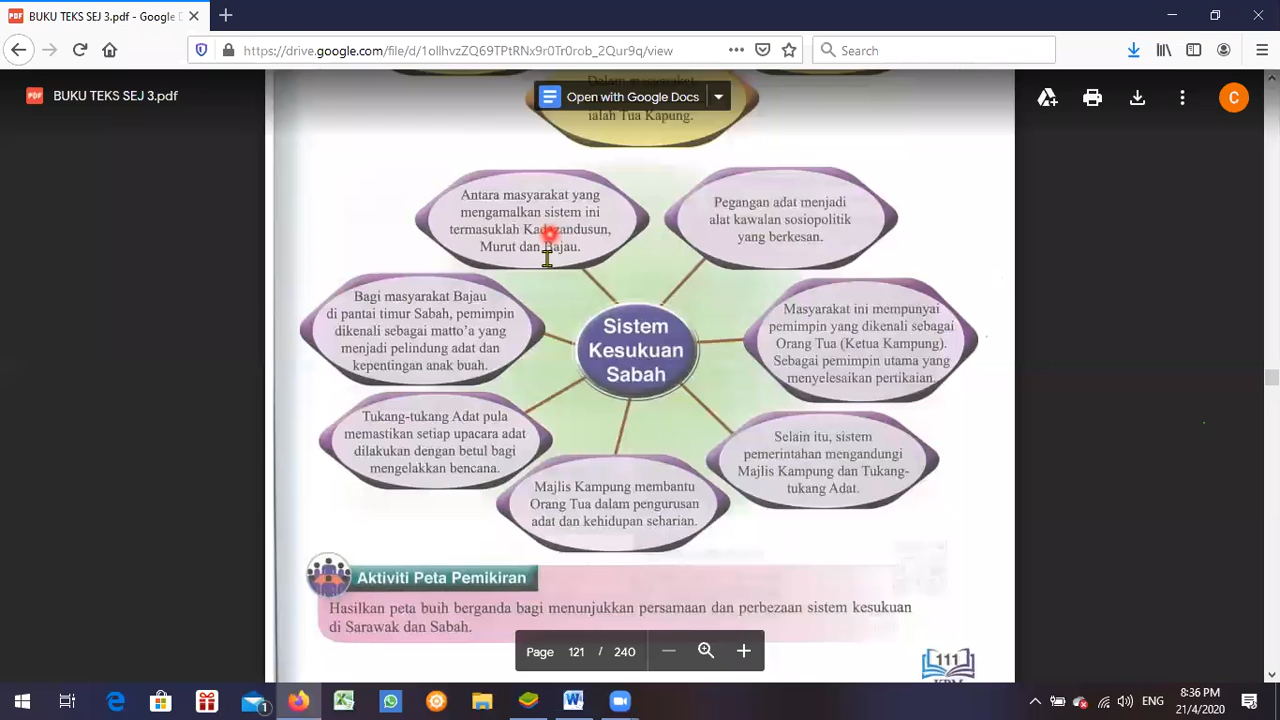 BUKU TEKS SEJ 3.pdf - Google D
https://drive.google.com/file/d/1oIlhvzZQ69TPtRNx9r0Tr0rob_2Qur9q/view
Search
BUKU TEKS SEJ 3.pdf
Open with Google Docs
C
Dalam masyarakat
ialah Tua Kapung.
Antara masyarakat yang
mengamalkan sistem ini
termasuklah Kadazandusun,
Murut dan Bajau.
Pegangan adat menjadi
alat kawalan sosiopolitik
yang berkesan.
Bagi masyarakat Bajau
di pantai timur Sabah, pemimpin
dikenali sebagai matto'a yang
menjadi pelindung adat dan
kepentingan anak buah.
Sistem
Kesukuan
Sabah
Masyarakat ini mempunyai
pemimpin yang dikenali sebagai
Orang Tua (Ketua Kampung).
Sebagai pemimpin utama yang
menyelesaikan pertikaian.
Tukang-tukang Adat pula
memastikan setiap upacara adat
dilakukan dengan betul bagi
mengelakkan bencana.
Selain itu, sistem
pemerintahan mengandungi
Majlis Kampung dan Tukang-
tukang Adat.
Majlis Kampung membantu
Orang Tua dalam pengurusan
adat dan kehidupan seharian.
Aktiviti Peta Pemikiran
Hasilkan peta buih berganda bagi menunjukkan persamaan dan perbezaan sistem kesukuan
di Sarawak dan Sabah.
Page 121 / 240
111
KPM
ENG
8:36 PM
21/4/2020
1